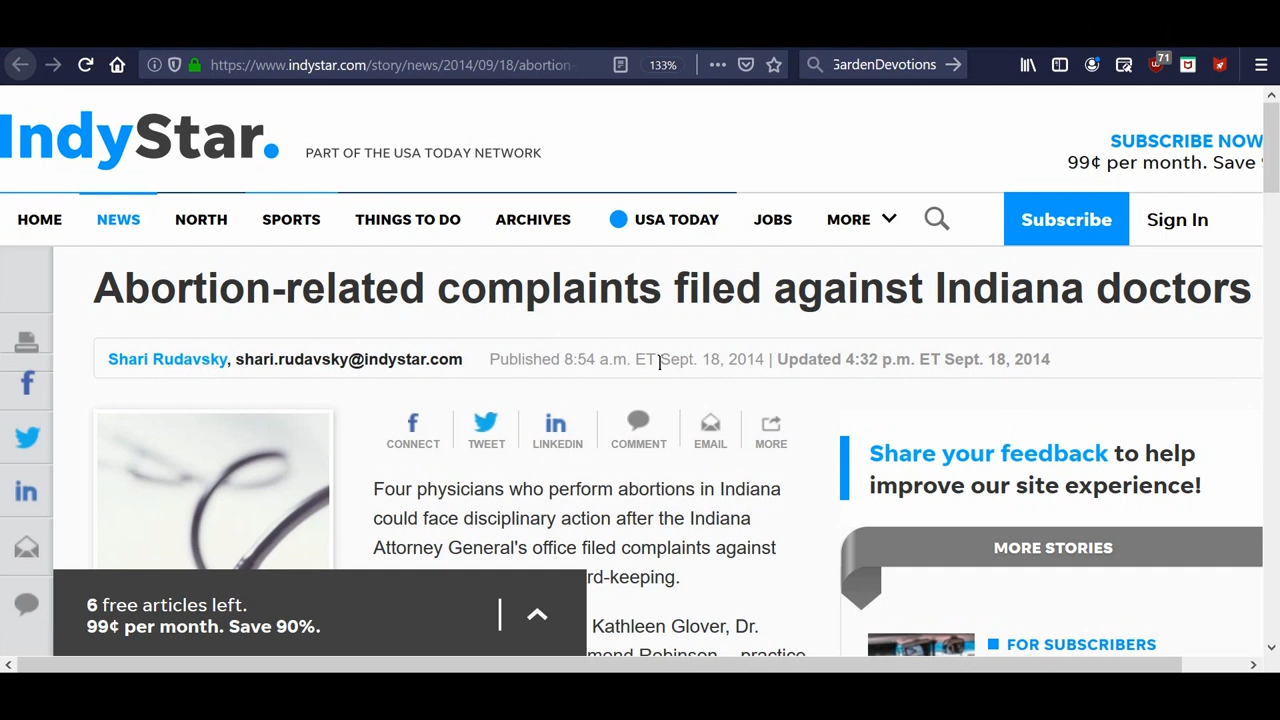 https://www.indystar.com/story/news/2014/09/18/abortion-
133%
GardenDevotions
71
IndyStar.
PART OF THE USA TODAY NETWORK
SUBSCRIBE NOW
99¢ per month. Save
HOME NEWS NORTH SPORTS THINGS TO DO ARCHIVES USA TODAY JOBS MORE Subscribe Sign In
Abortion-related complaints filed against Indiana doctors
Shari Rudavsky, shari.rudavsky@indystar.com Published 8:54 a.m. ET Sept. 18, 2014 | Updated 4:32 p.m. ET Sept. 18, 2014
CONNECT TWEET LINKEDIN COMMENT EMAIL MORE
Four physicians who perform abortions in Indiana
could face disciplinary action after the Indiana
Attorney General's office filed complaints against
rd-keeping.
Kathleen Glover, Dr.
mond Robinson – practice
Share your feedback to help
improve our site experience!
MORE STORIES
FOR SUBSCRIBERS
6 free articles left.
99¢ per month. Save 90%.